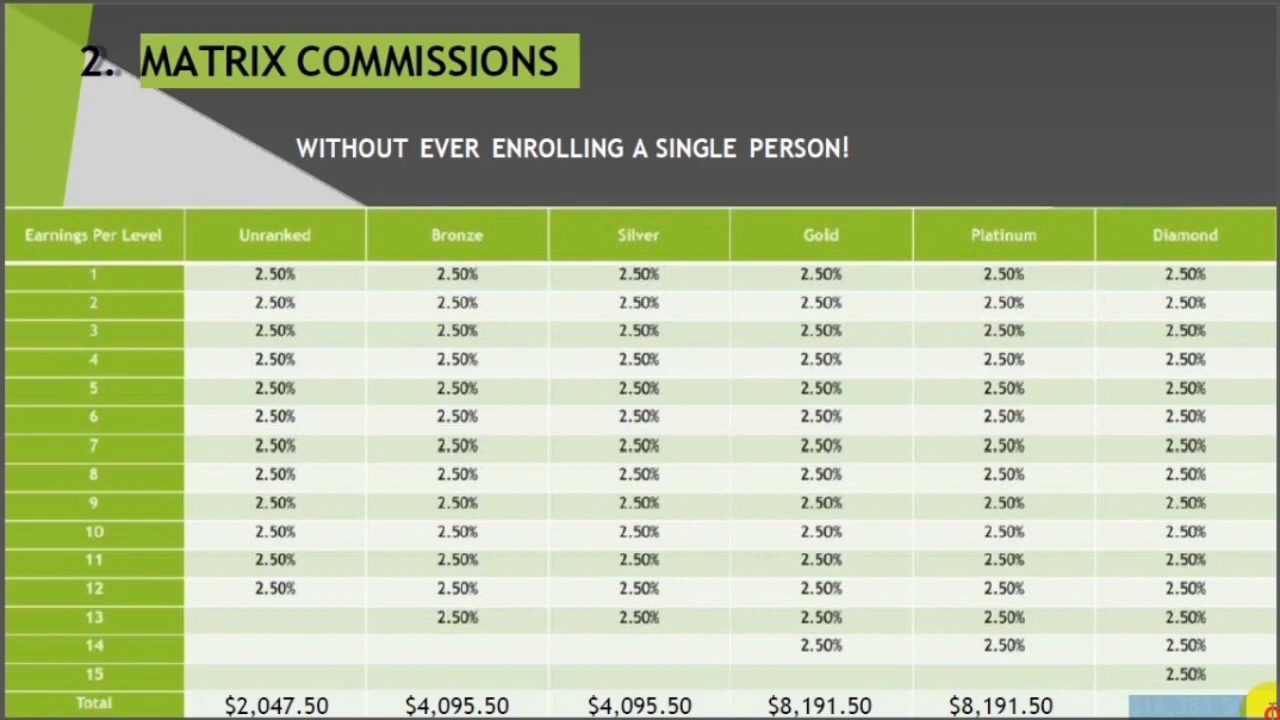 2. MATRIX COMMISSIONS
WITHOUT EVER ENROLLING A SINGLE PERSON!
Earnings Per Level Unranked Bronze Silver Gold Platinum Diamond
1 2.50% 2.50% 2.50% 2.50% 2.50% 2.50%
2 2.50% 2.50% 2.50% 2.50% 2.50% 2.50%
3 2.50% 2.50% 2.50% 2.50% 2.50% 2.50%
4 2.50% 2.50% 2.50% 2.50% 2.50% 2.50%
5 2.50% 2.50% 2.50% 2.50% 2.50% 2.50%
6 2.50% 2.50% 2.50% 2.50% 2.50% 2.50%
7 2.50% 2.50% 2.50% 2.50% 2.50% 2.50%
8 2.50% 2.50% 2.50% 2.50% 2.50% 2.50%
9 2.50% 2.50% 2.50% 2.50% 2.50% 2.50%
10 2.50% 2.50% 2.50% 2.50% 2.50% 2.50%
11 2.50% 2.50% 2.50% 2.50% 2.50% 2.50%
12 2.50% 2.50% 2.50% 2.50% 2.50% 2.50%
13 2.50% 2.50% 2.50% 2.50% 2.50%
14 2.50% 2.50% 2.50%
15 2.50%
Total $2,047.50 $4,095.50 $4,095.50 $8,191.50 $8,191.50